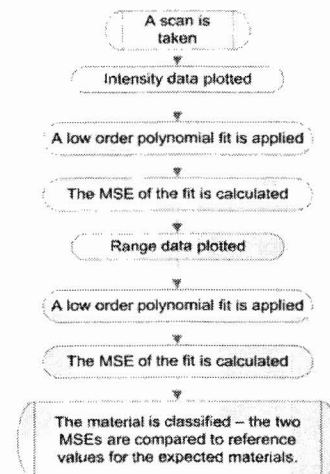 A scan is
taken
Intensity data plotted
A low order polynomial fit is applied
The MSE of the fit is calculated
Range data plotted
A low order polynomial fit is applied
The MSE of the fit is calculated
The material is classified – the two
MSEs are compared to reference
values for the expected materials.